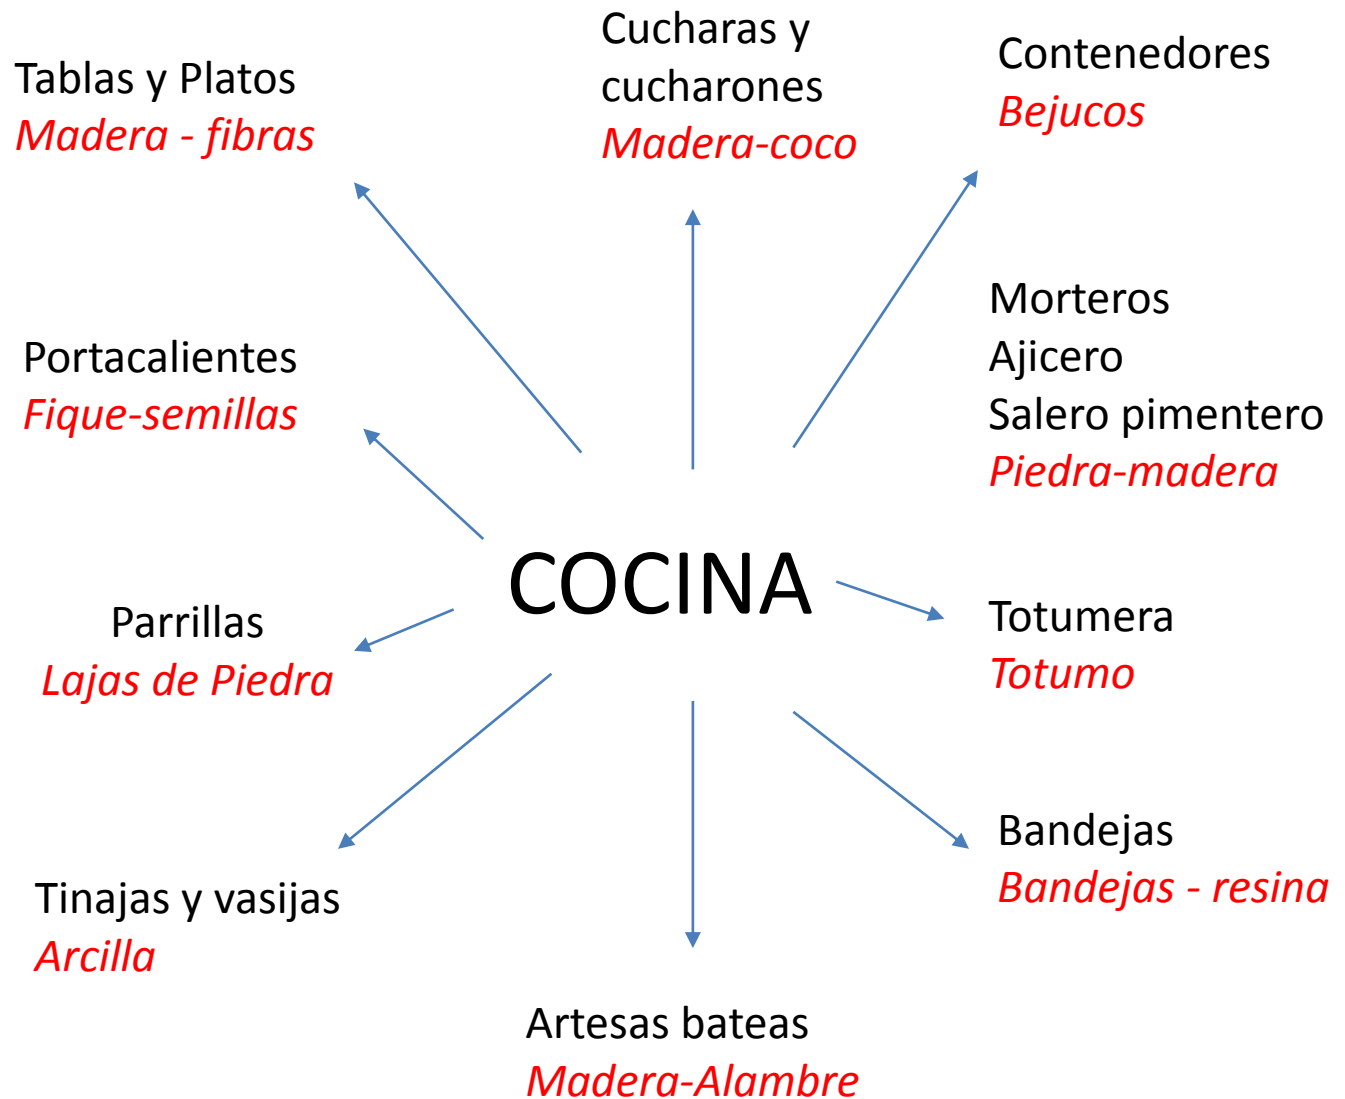 Tablas y Platos
Madera - fibras
Cucharas y
cucharones
Madera-coco
Contenedores
Bejucos
Portacalientes
Fique-semillas
Morteros
Ajicero
Salero pimentero
Piedra-madera
COCINA
Parrillas
Lajas de Piedra
Totumera
Totumo
Tinajas y vasijas
Arcilla
Bandejas
Bandejas - resina
Artesas bateas
Madera-Alambre